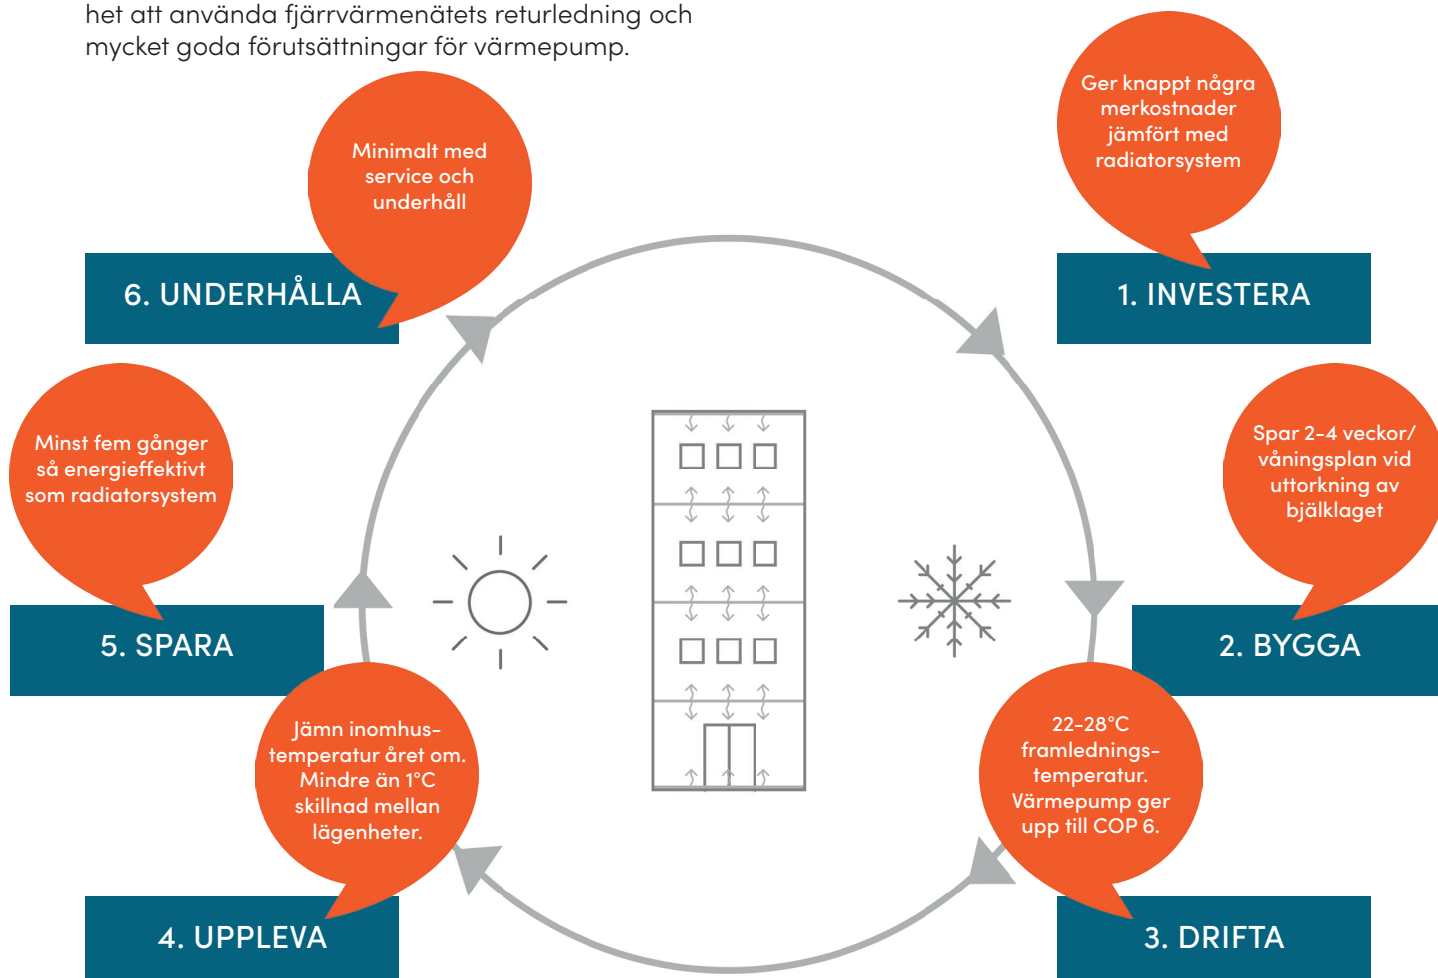 het att använda fjärrvärmenätets returledning och
mycket goda förutsättningar för värmepump.
Ger knappt några
merkostnader
jämfört med
radiatorsystem
1. INVESTERA
Spar 2-4 veckor/
våningsplan vid
uttorkning av
bjälklaget
2. BYGGA
22-28°C
framlednings-
temperatur.
Värmepump ger
upp till COP 6.
3. DRIFTA
Jämn inomhus-
temperatur året om.
Mindre än 1°C
skillnad mellan
lägenheter.
4. UPPLEVA
Minst fem gånger
så energieffektivt
som radiatorsystem
5. SPARA
Minimalt med
service och
underhåll
6. UNDERHÅLLA